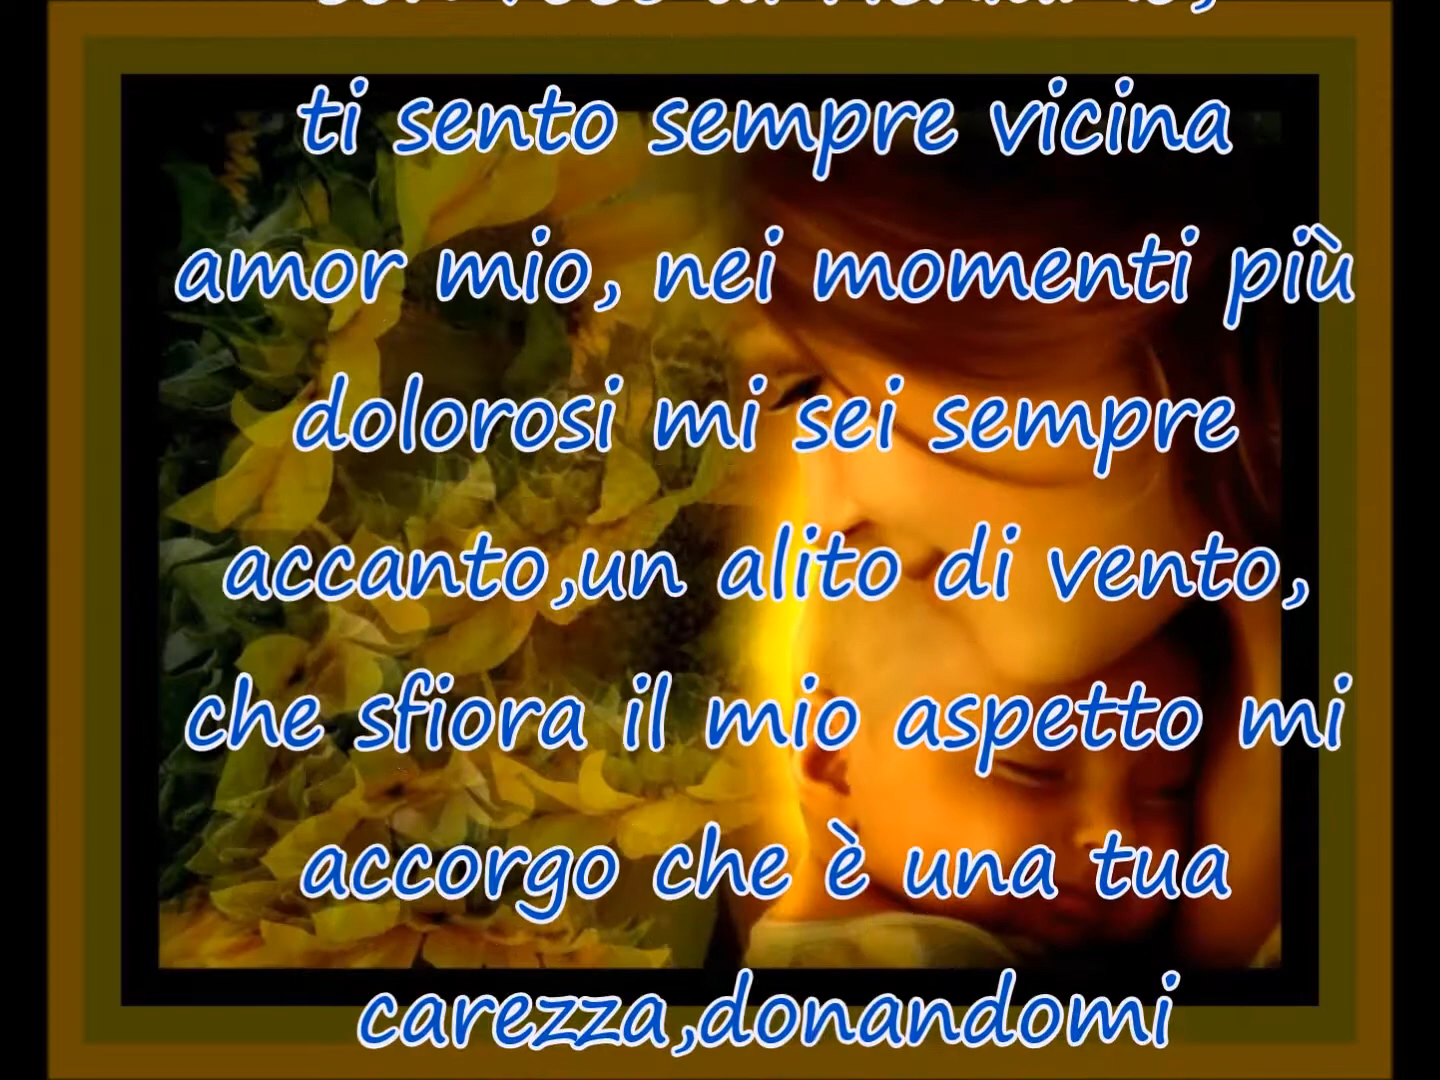 ti sento sempre vicina
amor mio, nei momenti più
dolorosi mi sei sempre
accanto,un alito di vento,
che sfiora il mio aspetto mi
accorgo che è una tua
carezza,donandomi